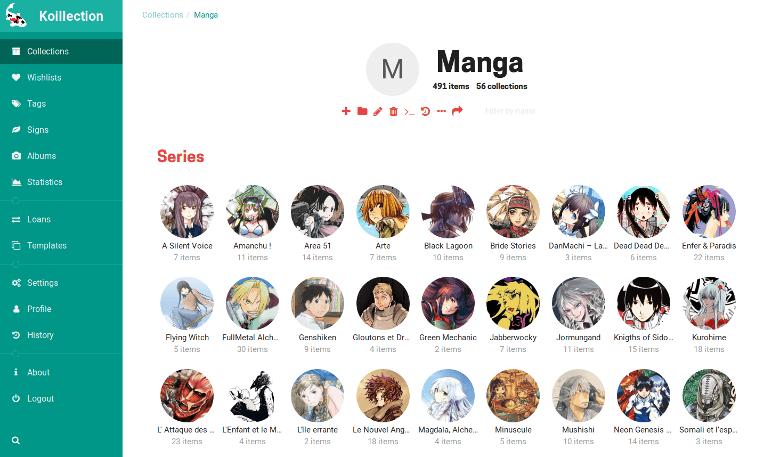 Koillection
Collections
Wishlists
Tags
Signs
Albums
Statistics
Loans
Templates
Settings
Profile
History
About
Logout
Collections / Manga
M
Manga
491 items 56 collections
Filter by name
Series
A Silent Voice Amanchu ! Area 51 Arte Black Lagoon Bride Stories DanMachi – La... Dead Dead De... Enfer & Paradis
7 items 11 items 14 items 7 items 10 items 9 items 3 items 6 items 22 items
Flying Witch FullMetal Alch... Genshiken Gloutons et Dr... Green Mechanic Jabberwocky Jormungand Knigths of Sido... Kurohime
5 items 30 items 9 items 4 items 2 items 7 items 11 items 15 items 18 items
L' Attaque des ... L'Enfant et le M... L'île errante Le Nouvel Ang... Magdala, Alche... Minuscule Mushishi Neon Genesis ... Somali et l'esp...
23 items 4 items 2 items 18 items 4 items 5 items 10 items 14 items 3 items